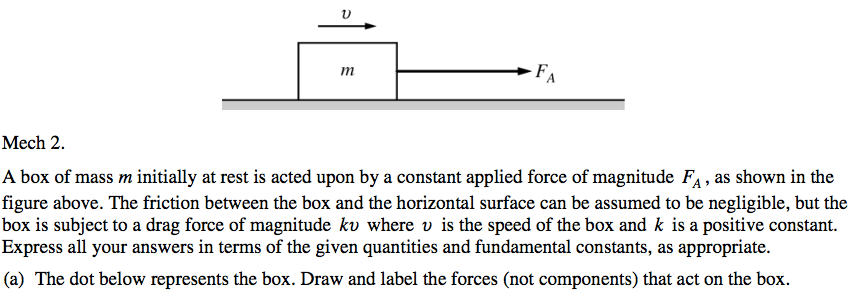 υ
m
F_A
Mech 2.
A box of mass m initially at rest is acted upon by a constant applied force of magnitude F_A, as shown in the
figure above. The friction between the box and the horizontal surface can be assumed to be negligible, but the
box is subject to a drag force of magnitude kυ where υ is the speed of the box and k is a positive constant.
Express all your answers in terms of the given quantities and fundamental constants, as appropriate.
(a) The dot below represents the box. Draw and label the forces (not components) that act on the box.